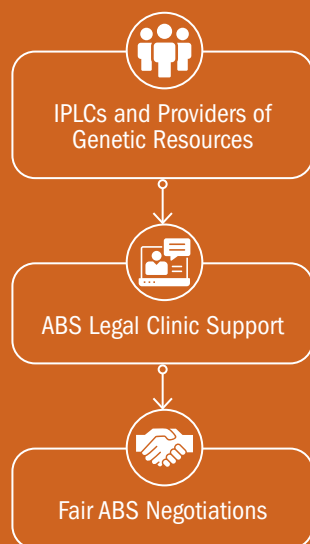 IPLCs and Providers of
Genetic Resources
ABS Legal Clinic Support
Fair ABS Negotiations